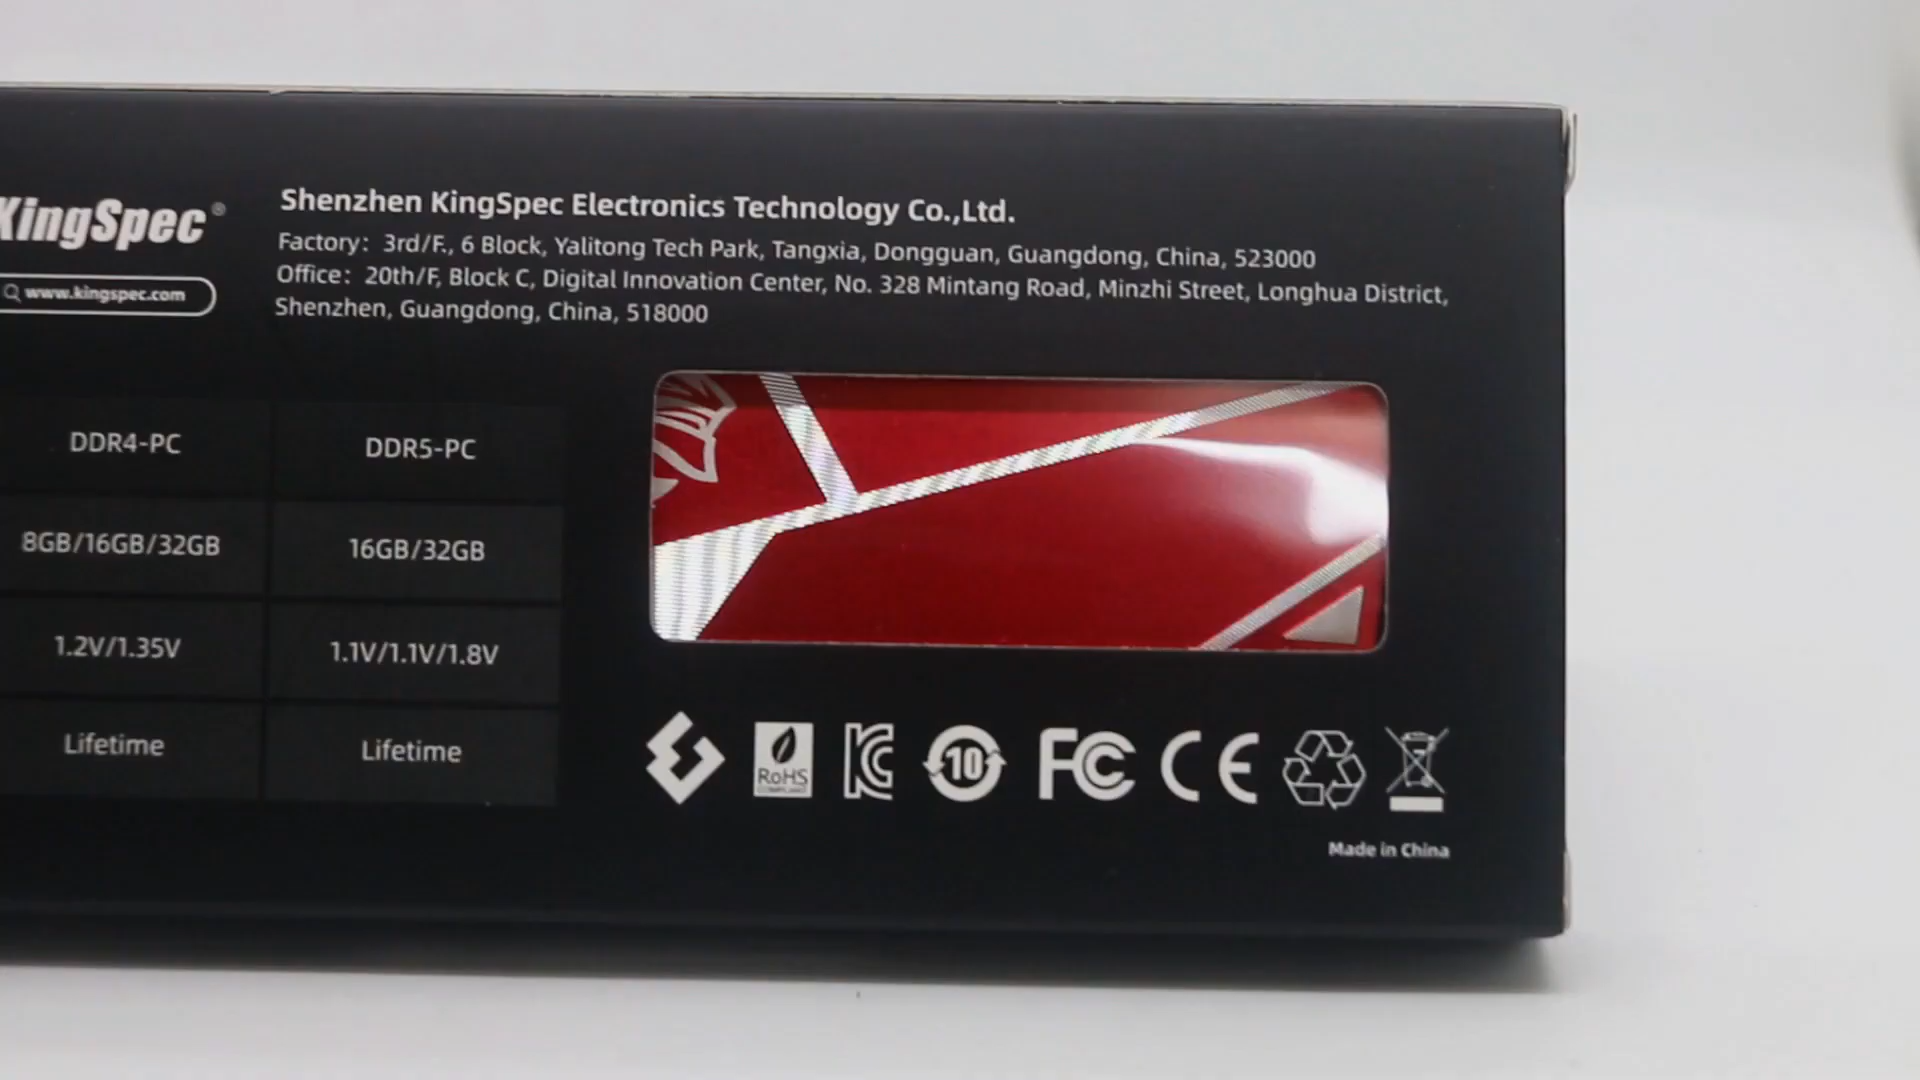 KingSpec®
www.kingspec.com
Shenzhen KingSpec Electronics Technology Co.,Ltd.
Factory: 3rd/F., 6 Block, Yalitong Tech Park, Tangxia, Dongguan, Guangdong, China, 523000
Office: 20th/F, Block C, Digital Innovation Center, No. 328 Mintang Road, Minzhi Street, Longhua District,
Shenzhen, Guangdong, China, 518000
DDR4-PC DDR5-PC
8GB/16GB/32GB 16GB/32GB
1.2V/1.35V 1.1V/1.1V/1.8V
Lifetime Lifetime
RoHS
COMPLIANT
10
FC CE
Made in China